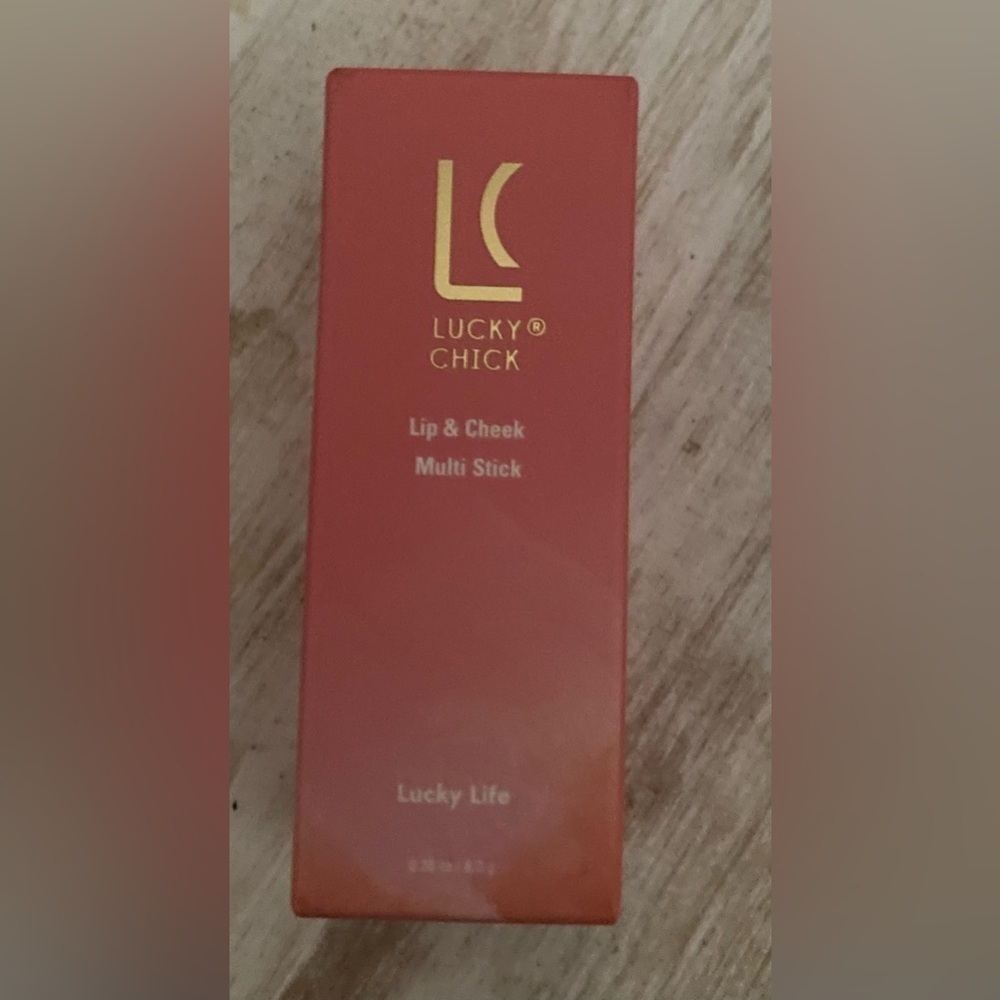 LC
LUCKY®
CHICK
Lip & Cheek
Multi Stick
Lucky Life